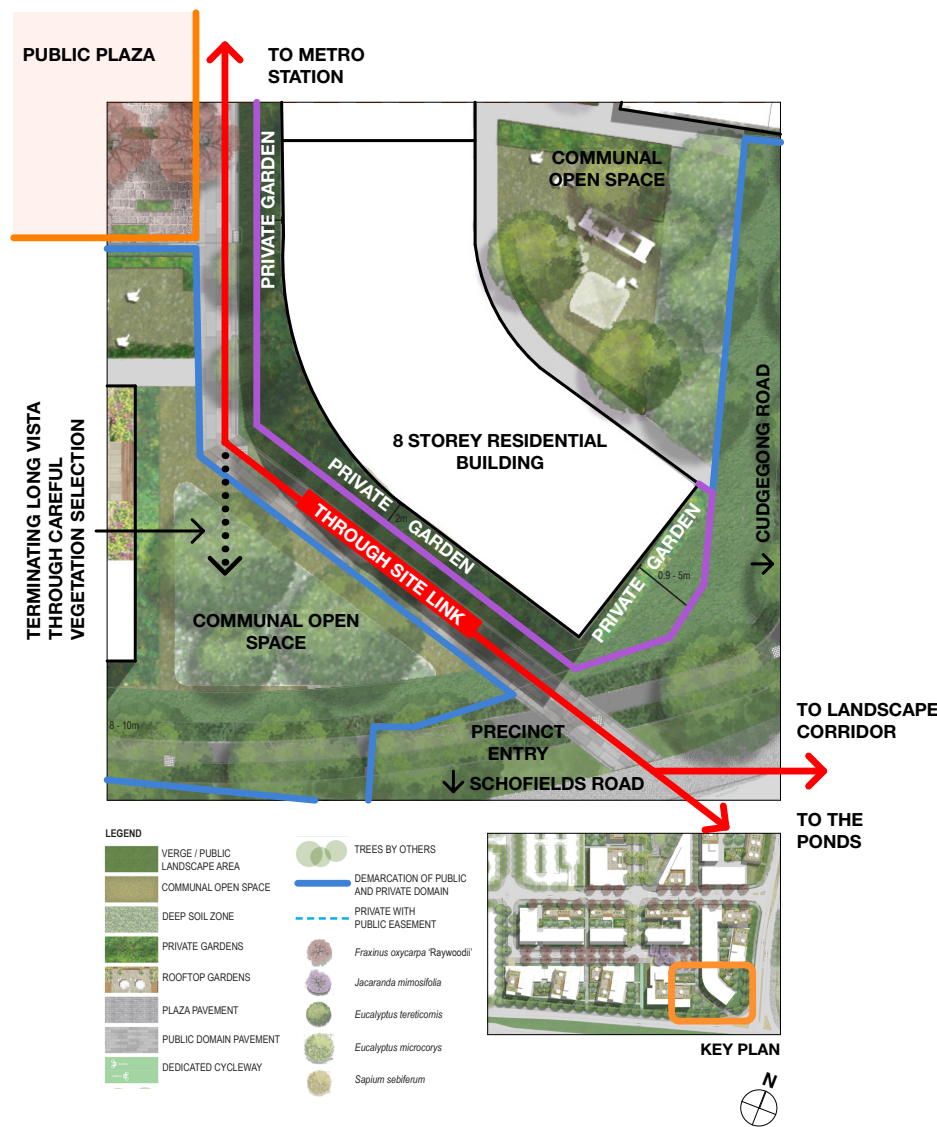 PUBLIC PLAZA
TO METRO
STATION
PRIVATE GARDEN
COMMUNAL
OPEN SPACE
8 STOREY RESIDENTIAL
BUILDING
CUDGEGONG ROAD
TERMINATING LONG VISTA
THROUGH CAREFUL
VEGETATION SELECTION
PRIVATE
GARDEN
2m
THROUGH SITE LINK
PRIVATE GARDEN
0.9 - 5m
COMMUNAL OPEN
SPACE
8 - 10m
PRECINCT
ENTRY
SCHOFIELDS ROAD
TO LANDSCAPE
CORRIDOR
TO THE
PONDS
LEGEND
VERGE / PUBLIC
LANDSCAPE AREA
COMMUNAL OPEN SPACE
DEEP SOIL ZONE
PRIVATE GARDENS
ROOFTOP GARDENS
PLAZA PAVEMENT
PUBLIC DOMAIN PAVEMENT
DEDICATED CYCLEWAY
TREES BY OTHERS
DEMARCATION OF PUBLIC
AND PRIVATE DOMAIN
PRIVATE WITH
PUBLIC EASEMENT
Fraxinus oxycarpa 'Raywoodii'
Jacaranda mimosifolia
Eucalyptus tereticornis
Eucalyptus microcorys
Sapium sebiferum
KEY PLAN
N